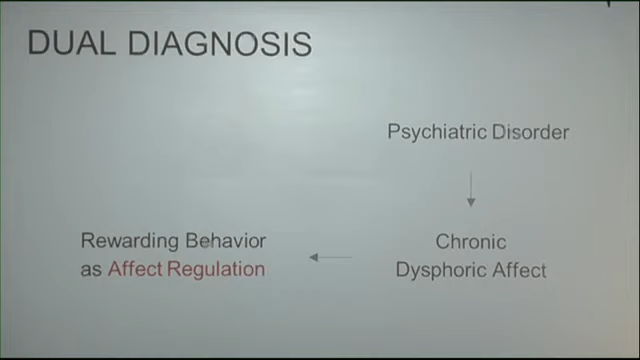 DUAL DIAGNOSIS
Psychiatric Disorder
Rewarding Behavior
as Affect Regulation
Chronic
Dysphoric Affect